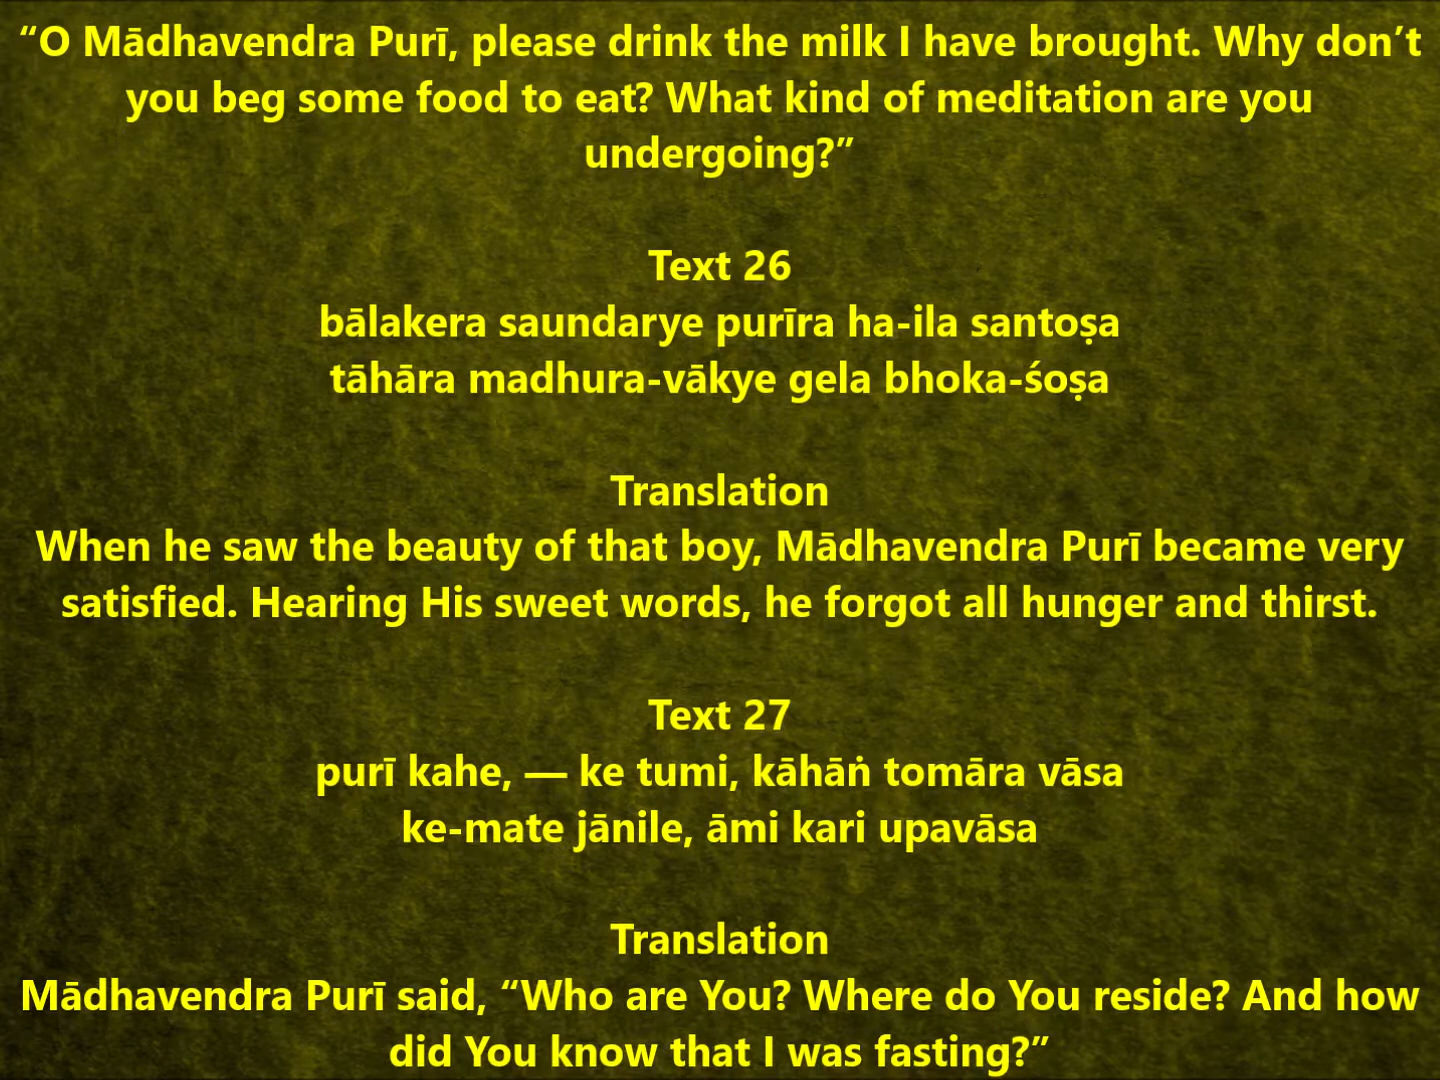 “O Mādhavendra Purī, please drink the milk I have brought. Why don’t
you beg some food to eat? What kind of meditation are you
undergoing?”
Text 26
bālakera saundarye purīra ha-ila santoṣa
tāhāra madhura-vākye gela bhoka-śoṣa
Translation
When he saw the beauty of that boy, Mādhavendra Purī became very
satisfied. Hearing His sweet words, he forgot all hunger and thirst.
Text 27
purī kahe, — ke tumi, kāhāṅ tomāra vāsa
ke-mate jānile, āmi kari upavāsa
Translation
Mādhavendra Purī said, “Who are You? Where do You reside? And how
did You know that I was fasting?”